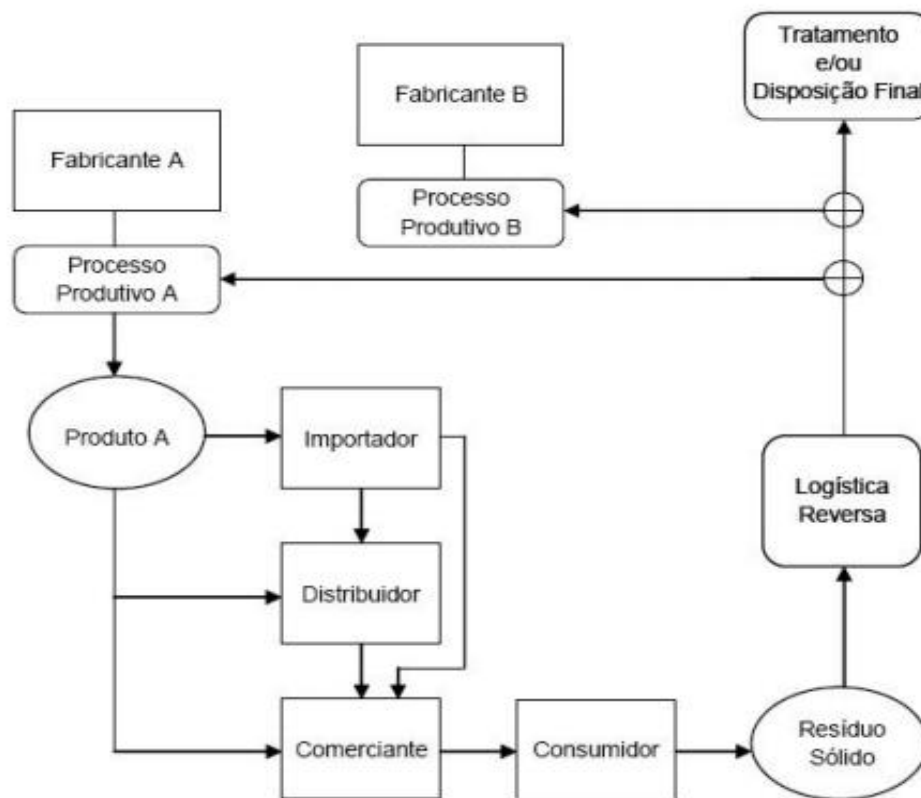 Tratamento
e/ou
Disposição Final
Fabricante B
Fabricante A
Processo
Produtivo B
Processo
Produtivo A
Produto A
Importador
Logística
Reversa
Distribuidor
Comerciante
Consumidor
Resíduo
Sólido